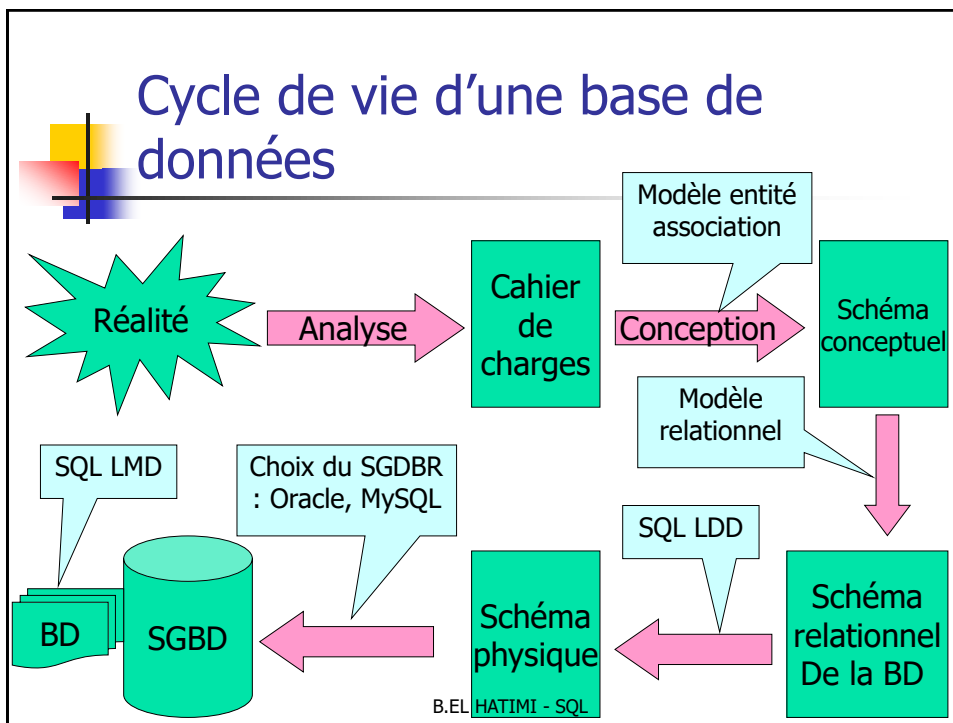 Cycle de vie d'une base de
données
Réalité
Analyse
Cahier
de
charges
Modèle entité
association
Conception
Schéma
conceptuel
Modèle
relationnel
Schéma
relationnel
De la BD
SQL LDD
Schéma
physique
Choix du SGDBR
: Oracle, MySQL
SGBD
SQL LMD
BD
B.EL HATIMI - SQL